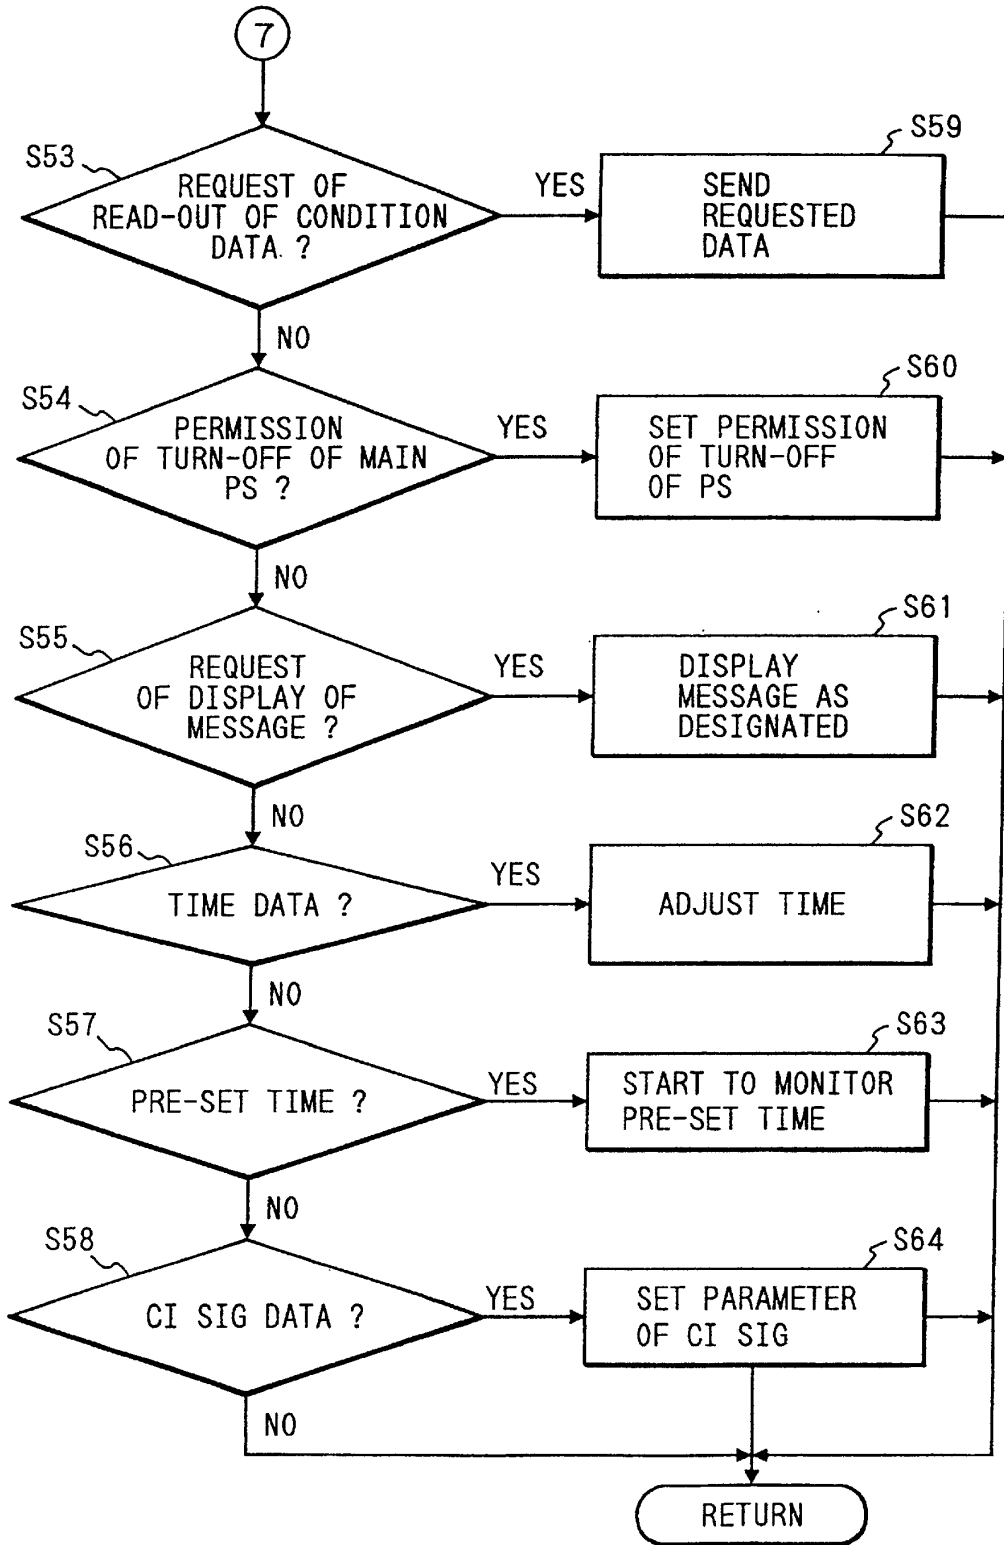 7
S53
REQUEST OF
READ-OUT OF CONDITION
DATA ?
YES
S59
SEND
REQUESTED
DATA
NO
S54
PERMISSION
OF TURN-OFF OF MAIN
PS ?
YES
S60
SET PERMISSION
OF TURN-OFF
OF PS
NO
S55
REQUEST
OF DISPLAY OF
MESSAGE ?
YES
S61
DISPLAY
MESSAGE AS
DESIGNATED
NO
S56
TIME DATA ?
YES
S62
ADJUST TIME
NO
S57
PRE-SET TIME ?
YES
S63
START TO MONITOR
PRE-SET TIME
NO
S58
CI SIG DATA ?
YES
S64
SET PARAMETER
OF CI SIG
NO
RETURN